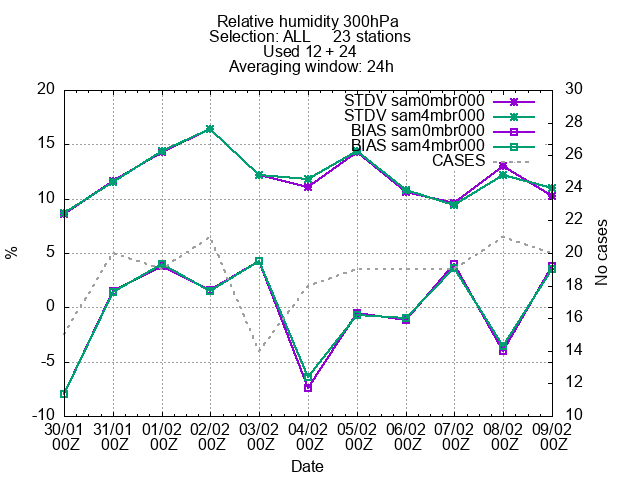 Relative humidity 300hPa
Selection: ALL 23 stations
Used 12 + 24
Averaging window: 24h
STDV sam0mbr000
STDV sam4mbr000
BIAS sam0mbr000
BIAS sam4mbr000
CASES
20
15
10
5
0
-5
-10
%
30
28
26
24
22
20
18
16
14
12
10
No cases
30/01 31/01 01/02 02/02 03/02 04/02 05/02 06/02 07/02 08/02 09/02
00Z 00Z 00Z 00Z 00Z 00Z 00Z 00Z 00Z 00Z 00Z
Date